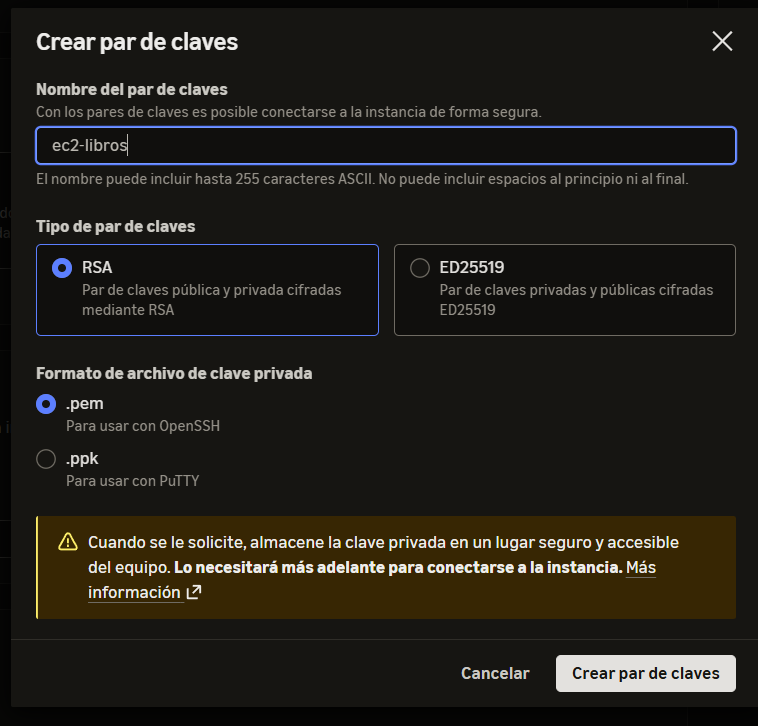 Crear par de claves
Nombre del par de claves
Con los pares de claves es posible conectarse a la instancia de forma segura.
ec2-libros
El nombre puede incluir hasta 255 caracteres ASCII. No puede incluir espacios al principio ni al final.
Tipo de par de claves
RSA
Par de claves pública y privada cifradas
mediante RSA
ED25519
Par de claves privadas y públicas cifradas
ED25519
Formato de archivo de clave privada
.pem
Para usar con OpenSSH
.ppk
Para usar con PuTTY
Cuando se le solicite, almacene la clave privada en un lugar seguro y accesible
del equipo. Lo necesitará más adelante para conectarse a la instancia. Más
información
Cancelar
Crear par de claves